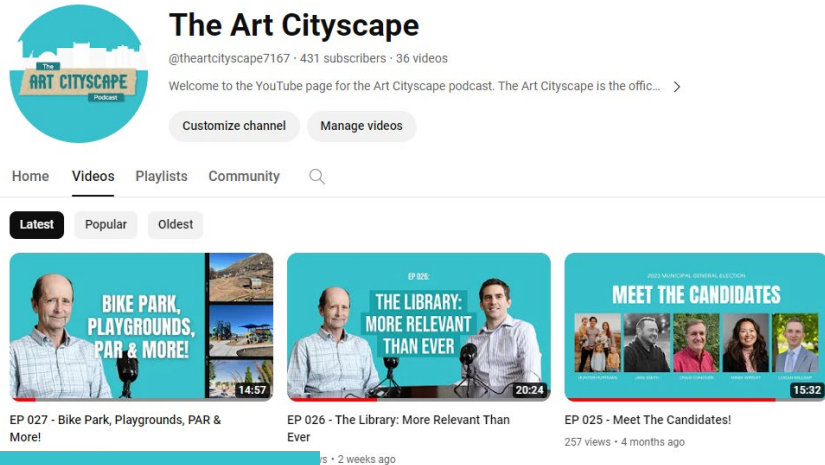 The Art Cityscape
The
ART CITYSCAPE
Podcast
@theartcityscape7167 · 431 subscribers · 36 videos
Welcome to the YouTube page for the Art Cityscape podcast. The Art Cityscape is the offic...
Customize channel
Manage videos
Home
Videos
Playlists
Community
Latest
Popular
Oldest
BIKE PARK,
PLAYGROUNDS,
PAR & MORE!
14:57
EP 026:
THE LIBRARY:
MORE RELEVANT
THAN EVER
20:24
2023 MUNICIPAL GENERAL ELECTION
MEET THE CANDIDATES
15:32
EP 027 - Bike Park, Playgrounds, PAR &
More!
EP 026 - The Library: More Relevant Than
Ever
• 2 weeks ago
EP 025 - Meet The Candidates!
257 views • 4 months ago